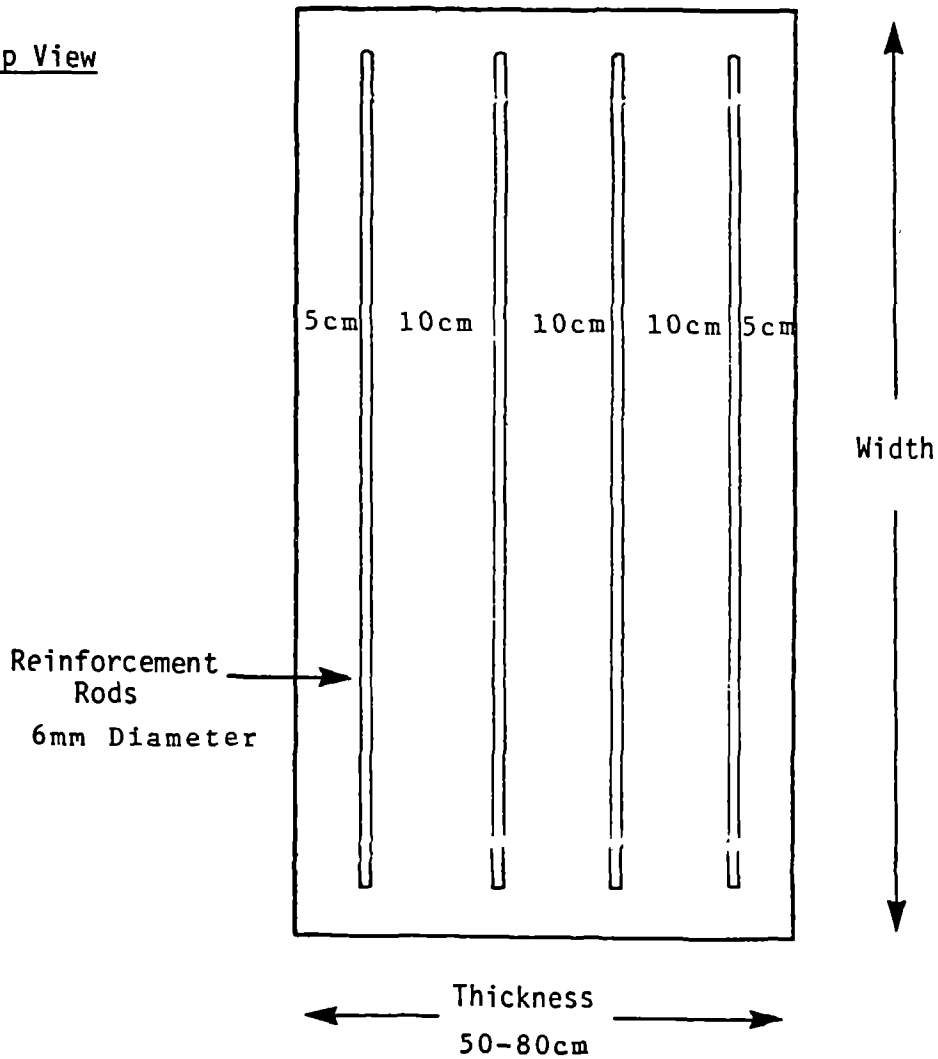 p View
5cm 10cm 10cm 10cm 5cm
Width
Reinforcement
Rods
6mm Diameter
Thickness
50-80cm